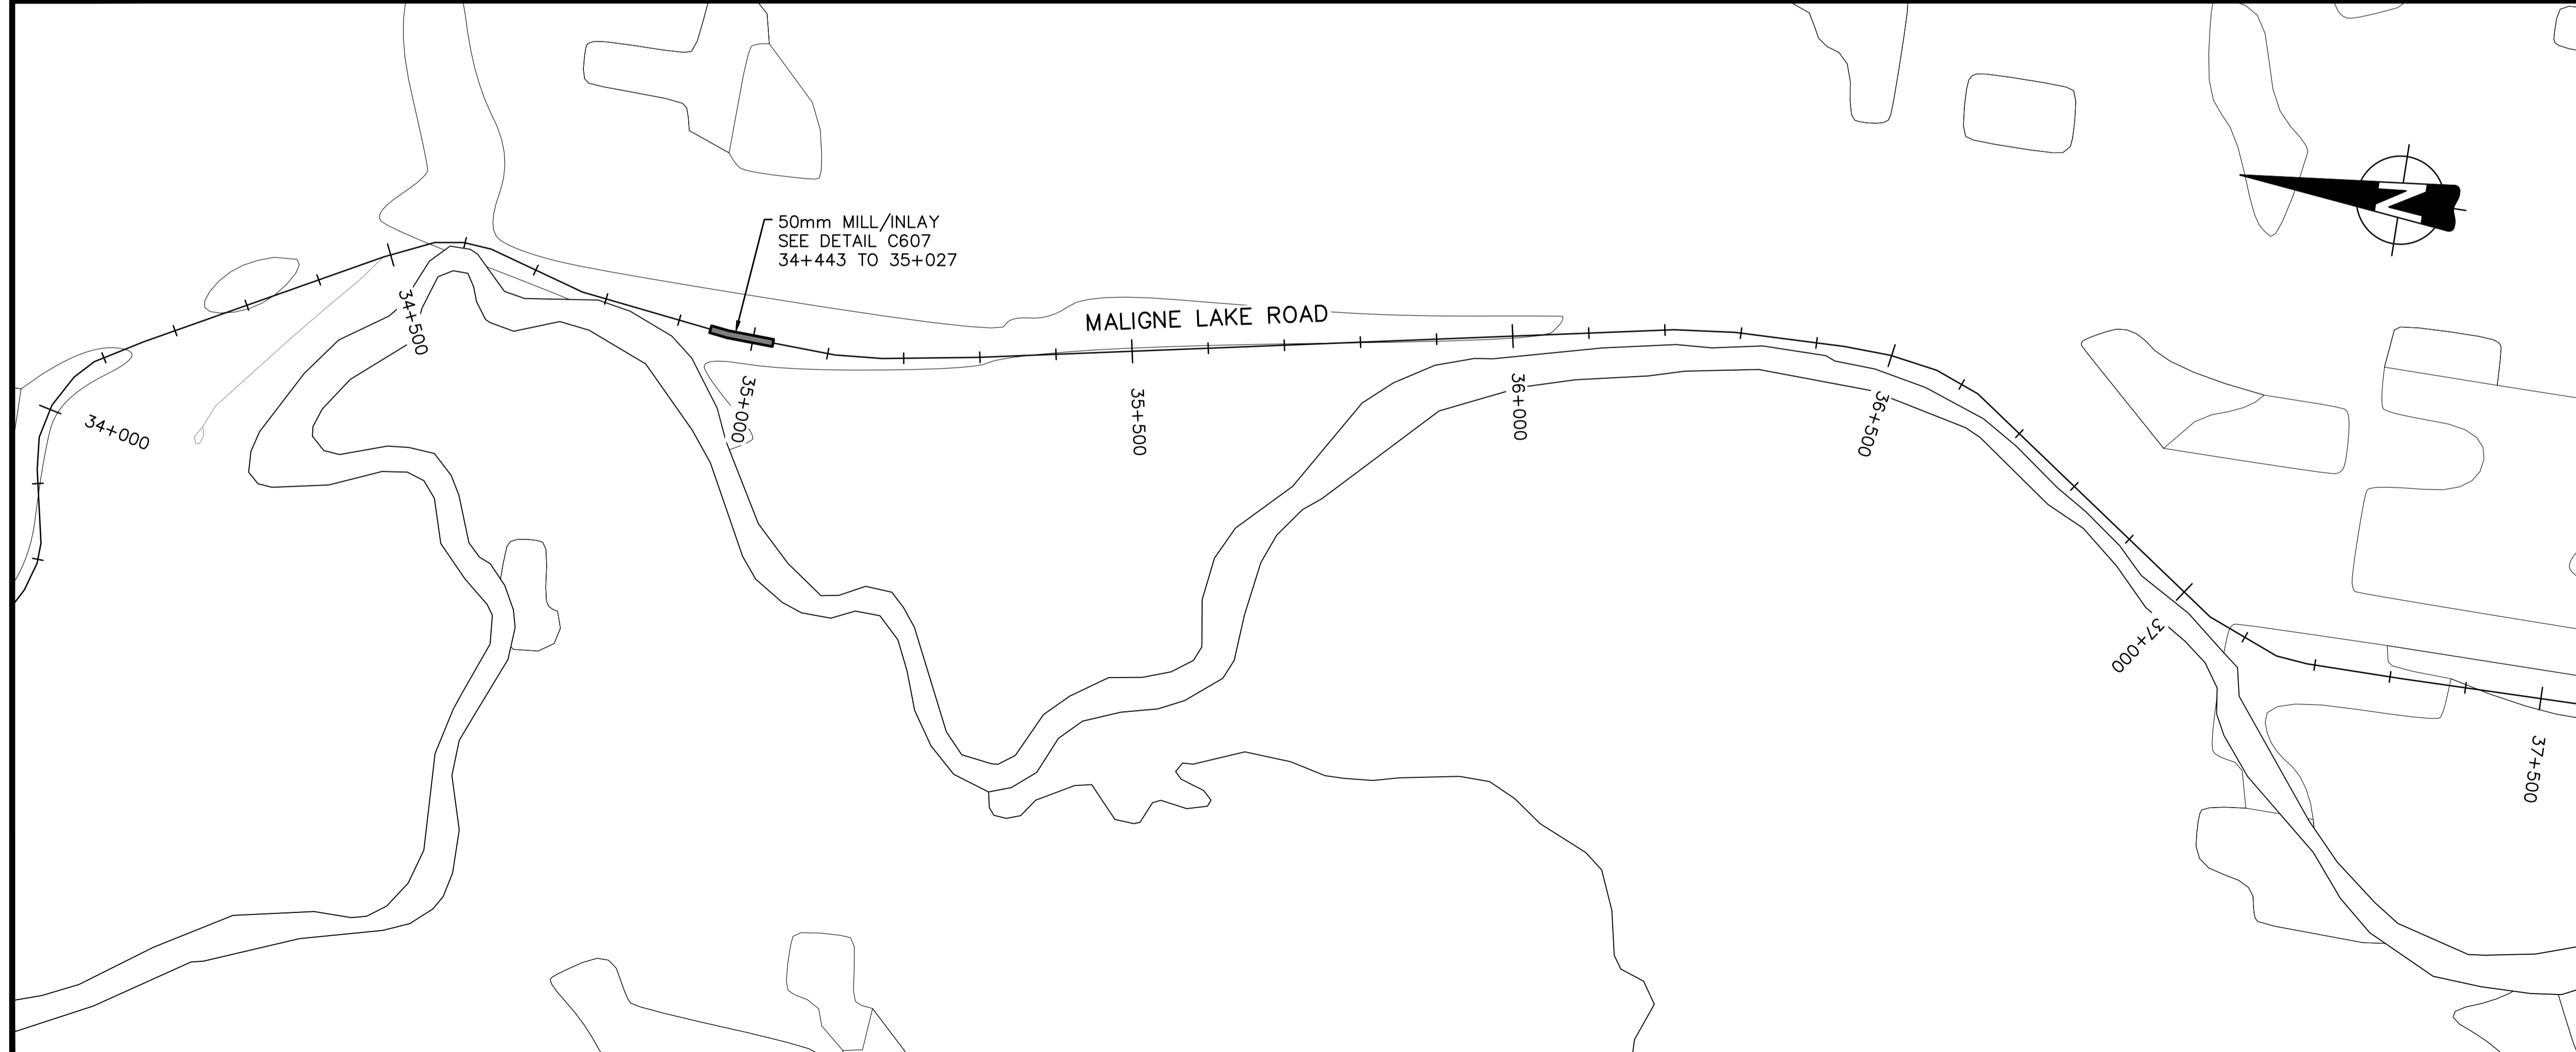 50mm MILL/INLAY
SEE DETAIL C607
34+443 TO 35+027
MALIGNE LAKE ROAD
N
34+000
34+500
35+000
35+500
36+000
36+500
37+000
37+500